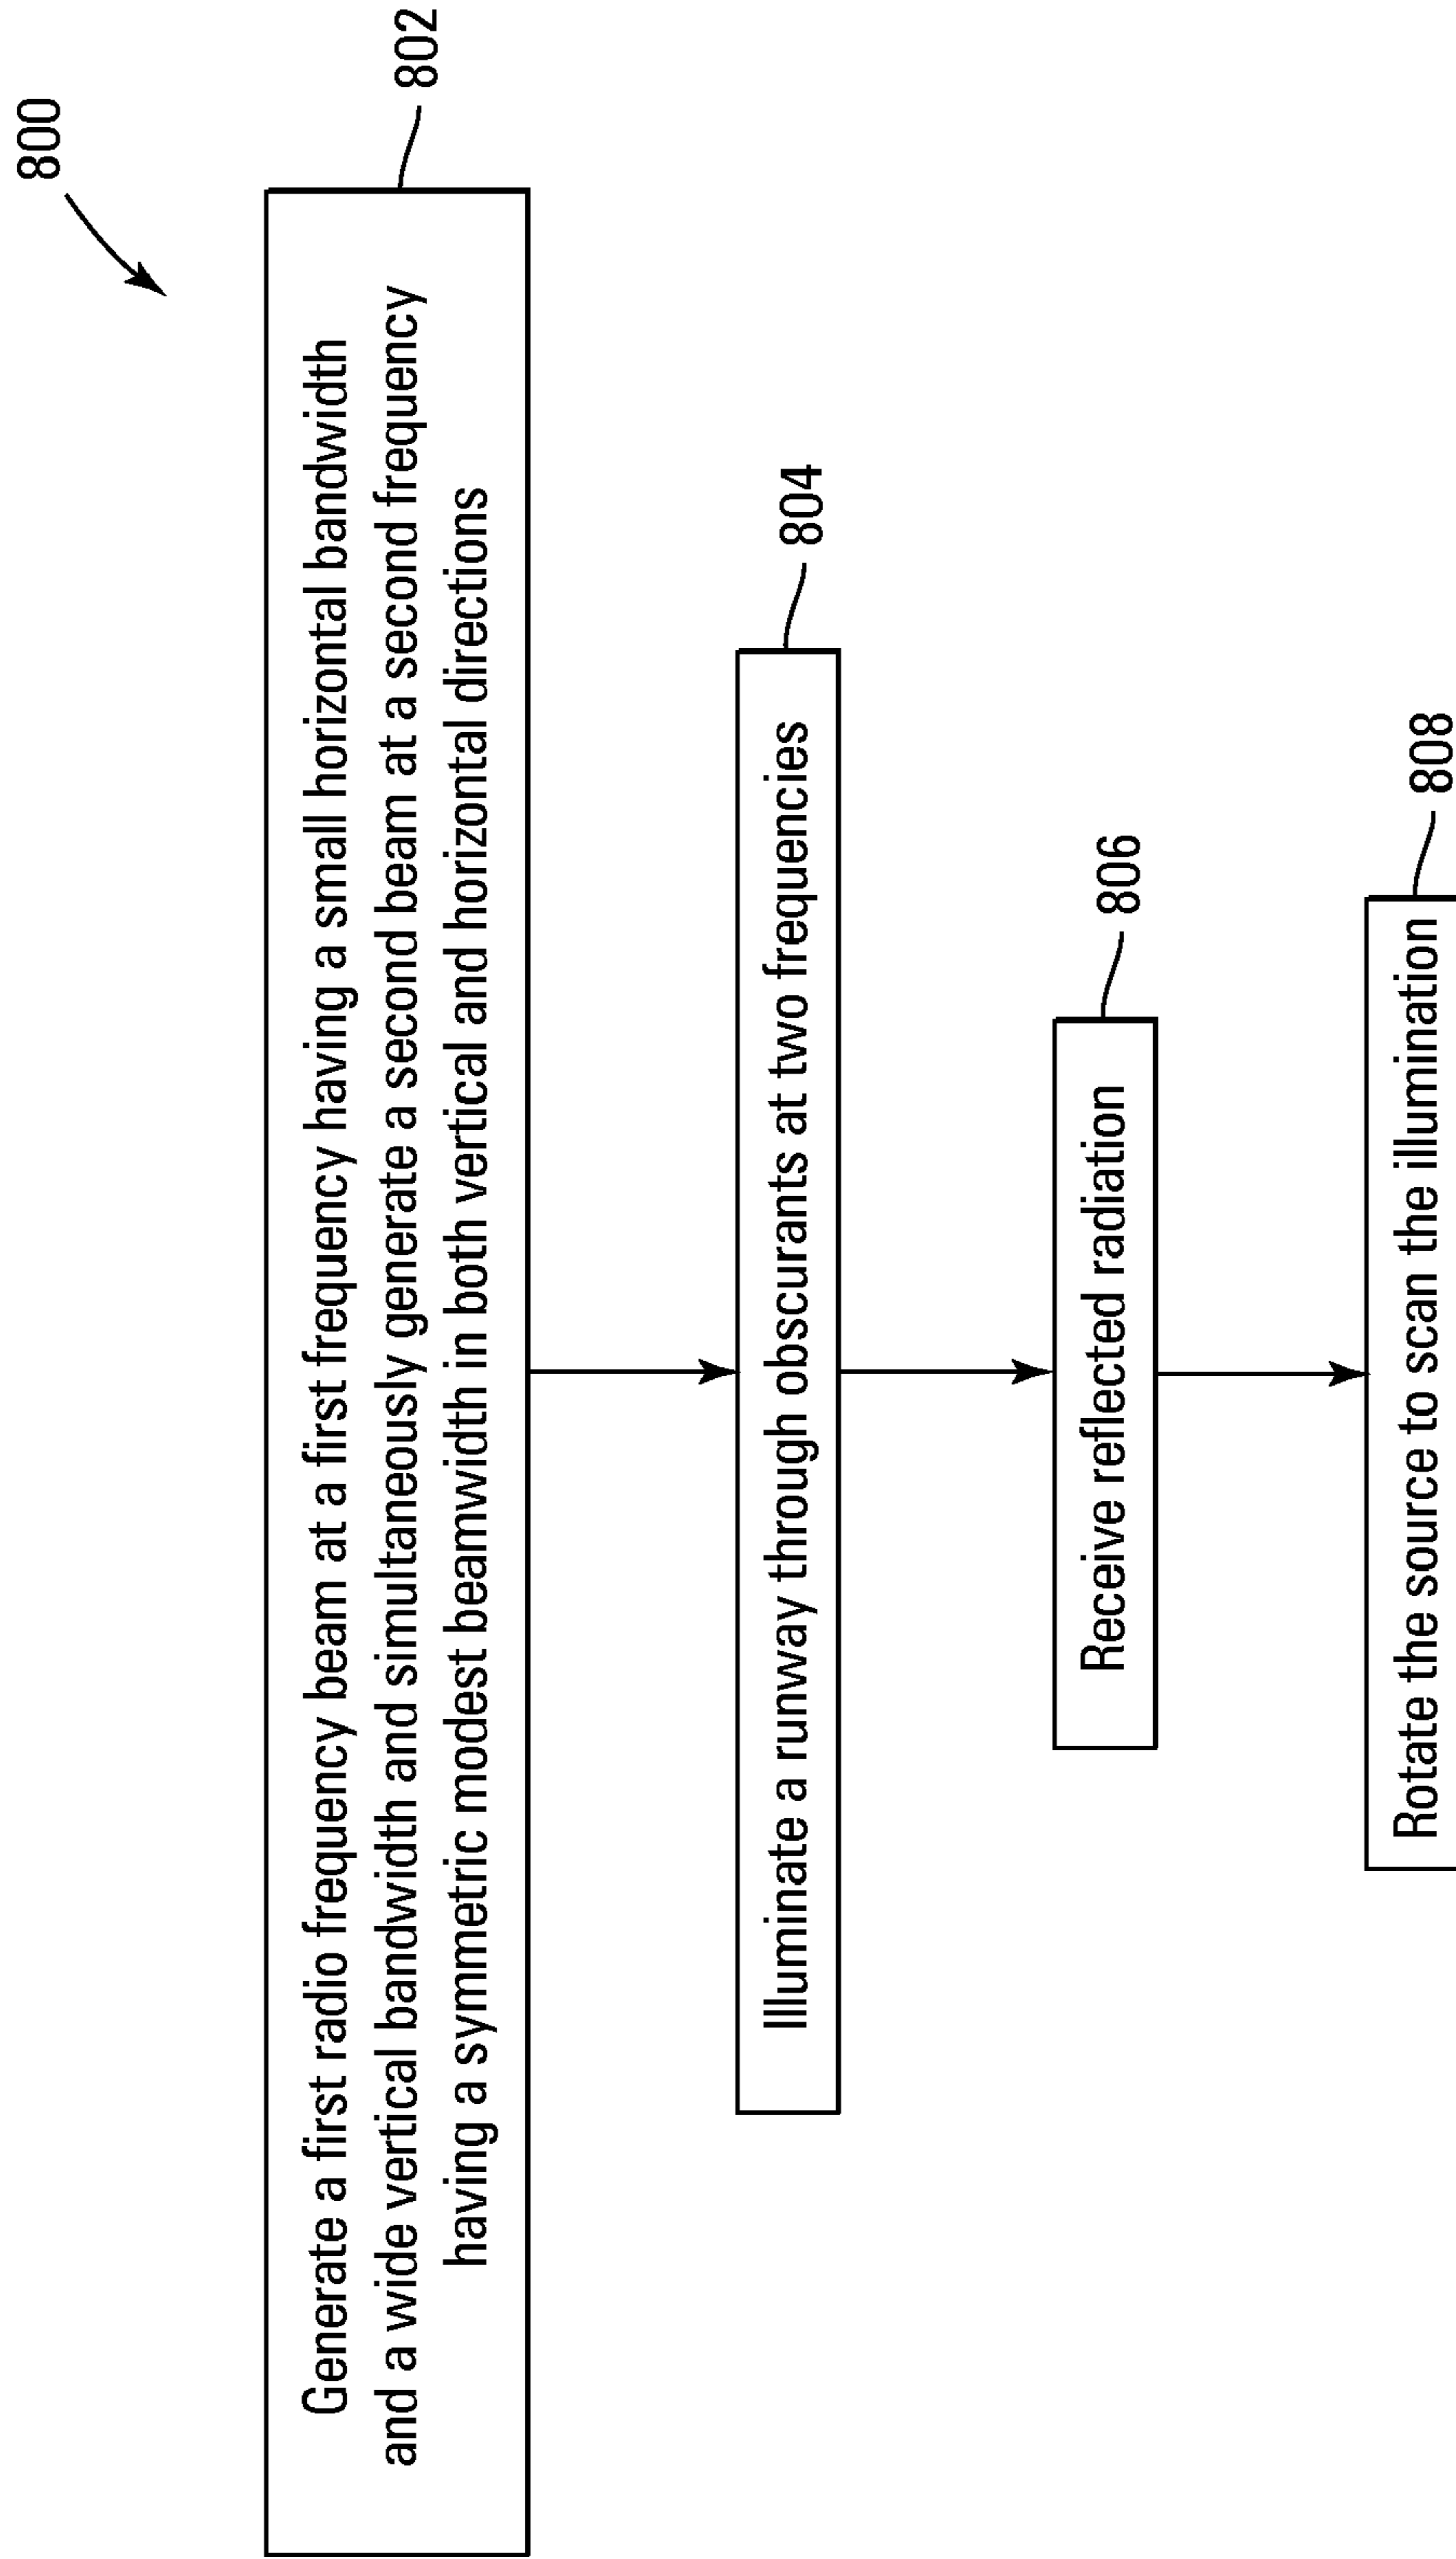 800
Generate a first radio frequency beam at a first frequency having a small horizontal bandwidth
and a wide vertical bandwidth and simultaneously generate a second beam at a second frequency
having a symmetric modest beamwidth in both vertical and horizontal directions
802
Illuminate a runway through obscurants at two frequencies
804
Receive reflected radiation
806
Rotate the source to scan the illumination
808